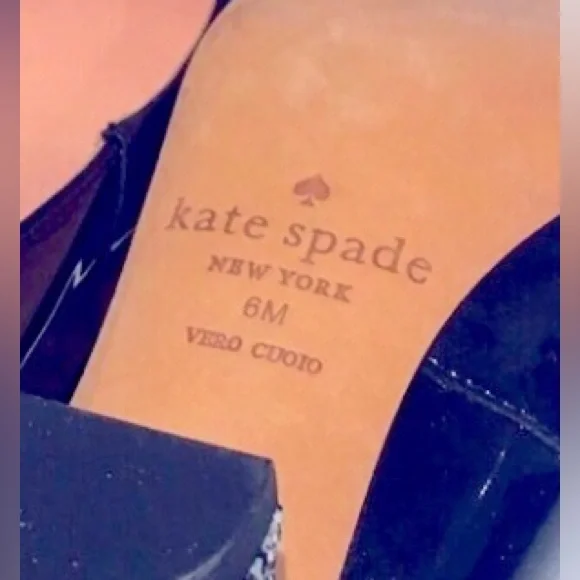 kate spade
NEW YORK
6M
VERO CUOIO